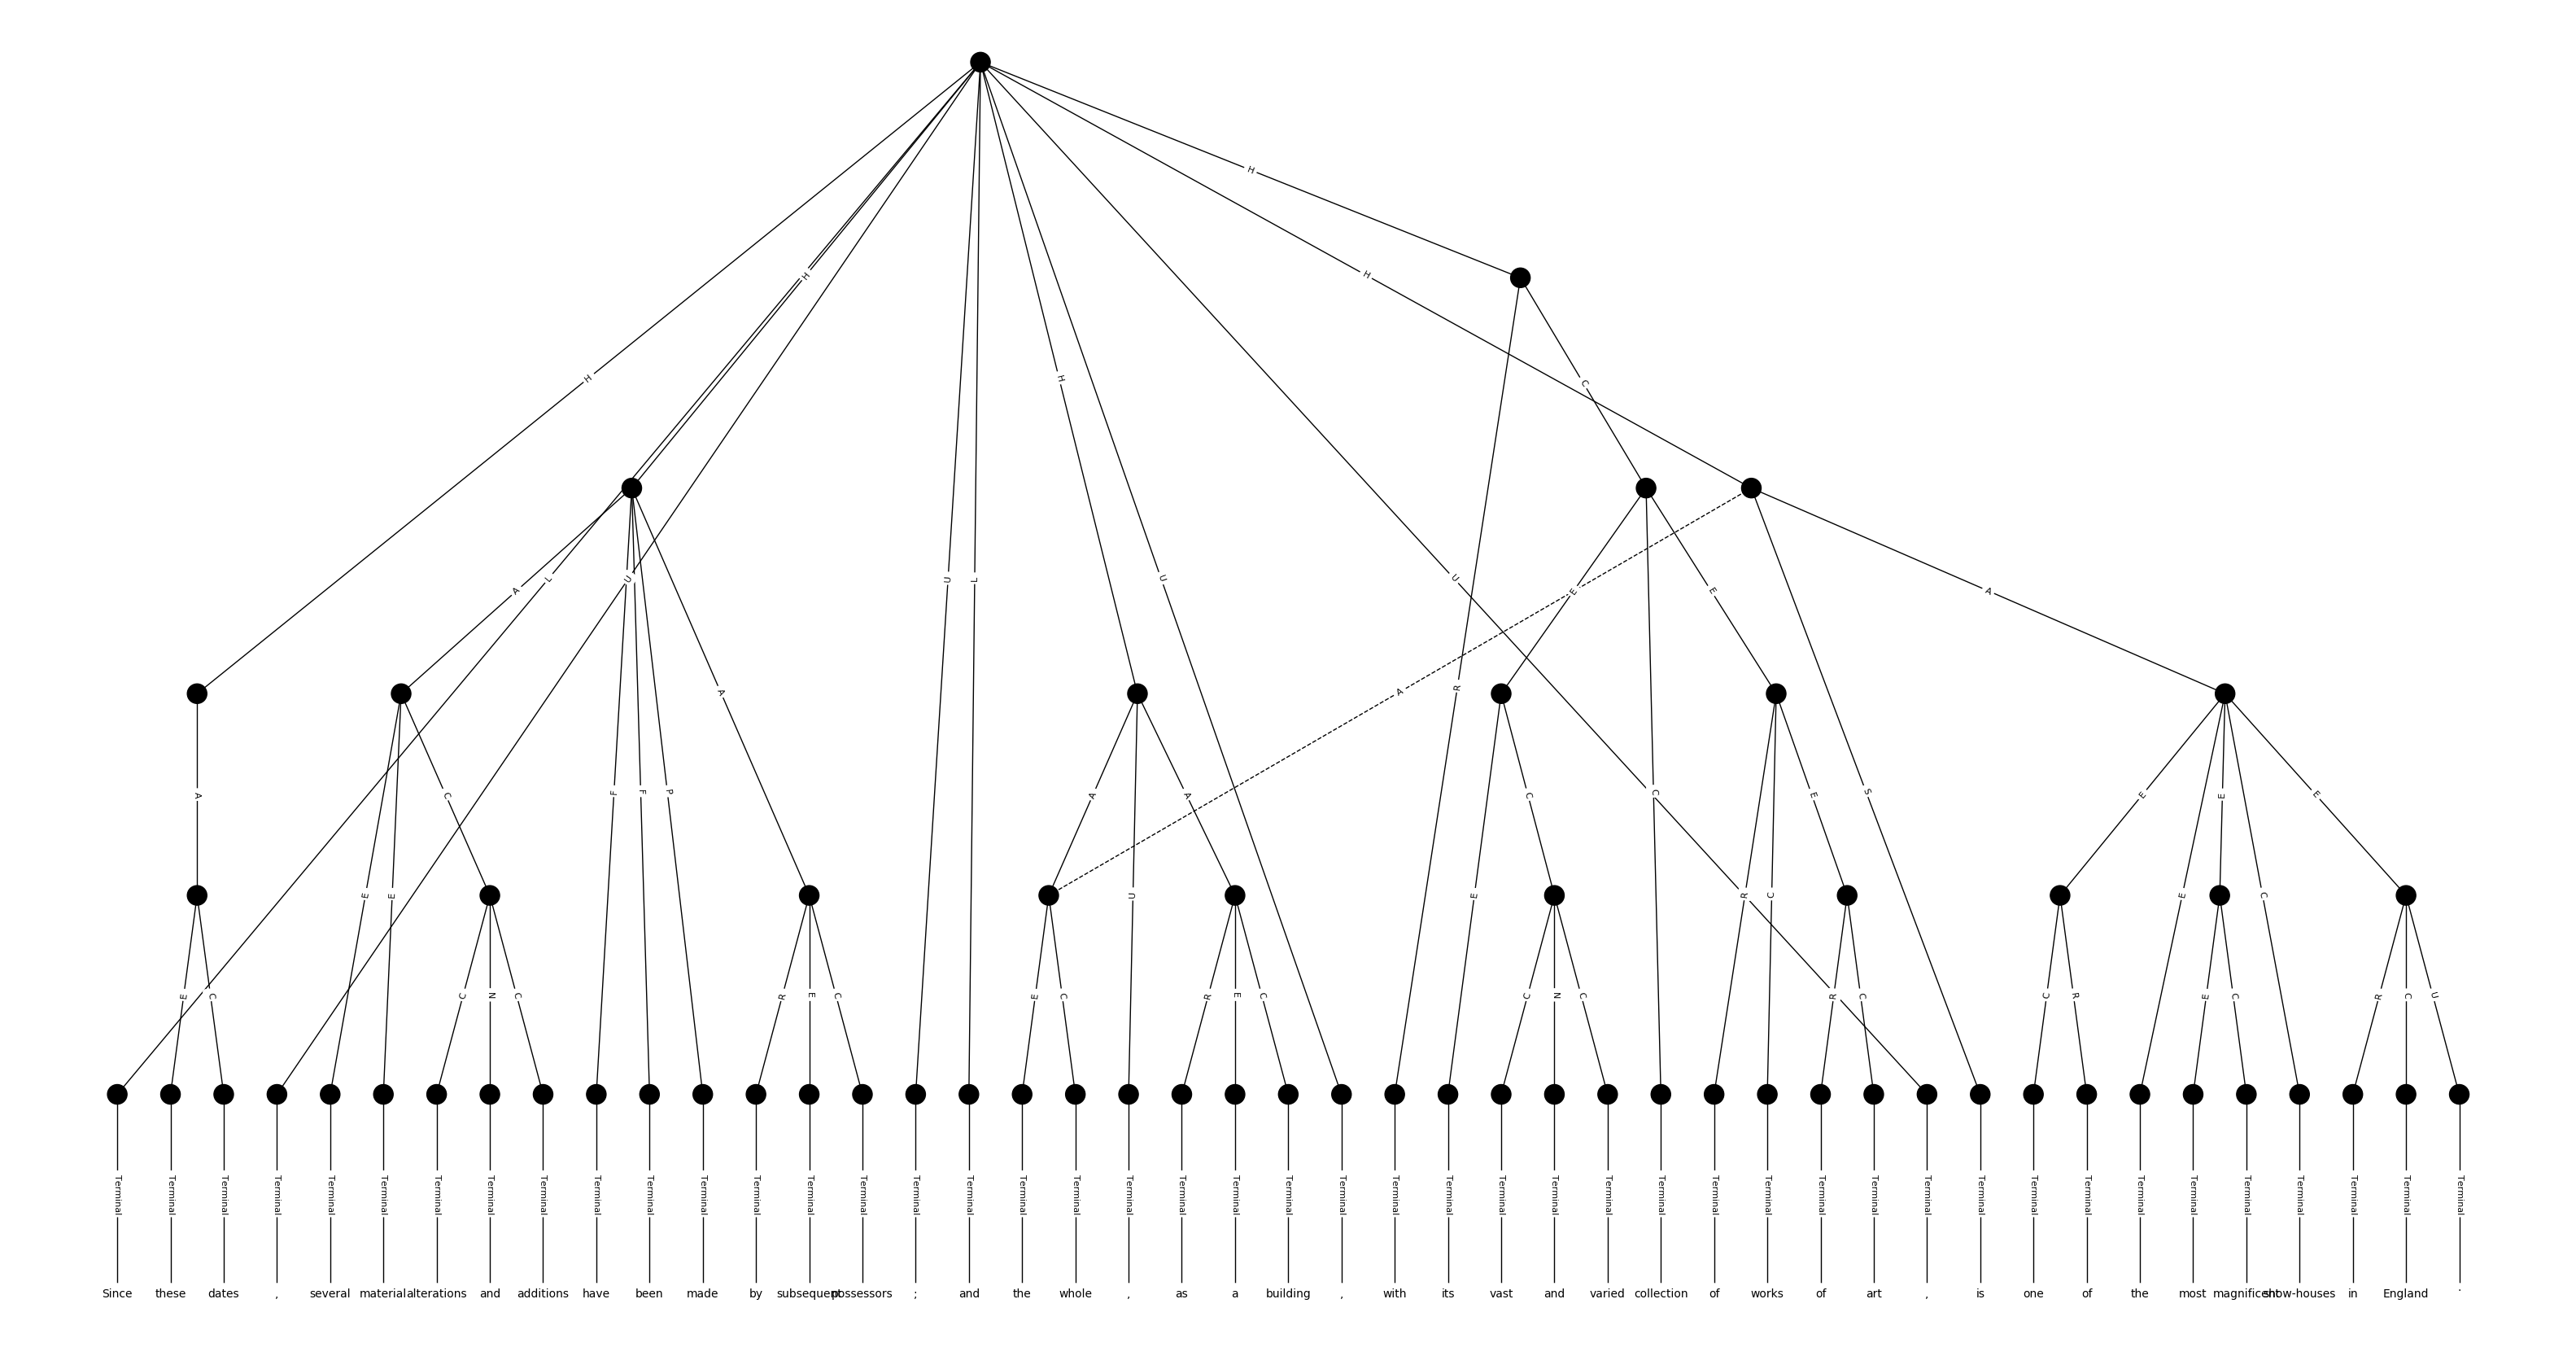 H
H H
H H
C
A L U U L U U E E A
R A A
A C F F P A A S
E E U E C R C E C E
E C C N C R E C E C R E C C N C R C C R E C R C U
Terminal Terminal Terminal Terminal Terminal Terminal Terminal Terminal Terminal Terminal Terminal Terminal Terminal Terminal Terminal Terminal Terminal Terminal Terminal Terminal Terminal Terminal Terminal Terminal Terminal Terminal Terminal Terminal Terminal Terminal Terminal Terminal Terminal Terminal Terminal Terminal Terminal Terminal Terminal Terminal Terminal Terminal Terminal Terminal Terminal
Since these dates , several material alterations and additions have been made by subsequent possessors ; and the whole , as a building , with its vast and varied collection of works of art , is one of the most magnificent show-houses in England .